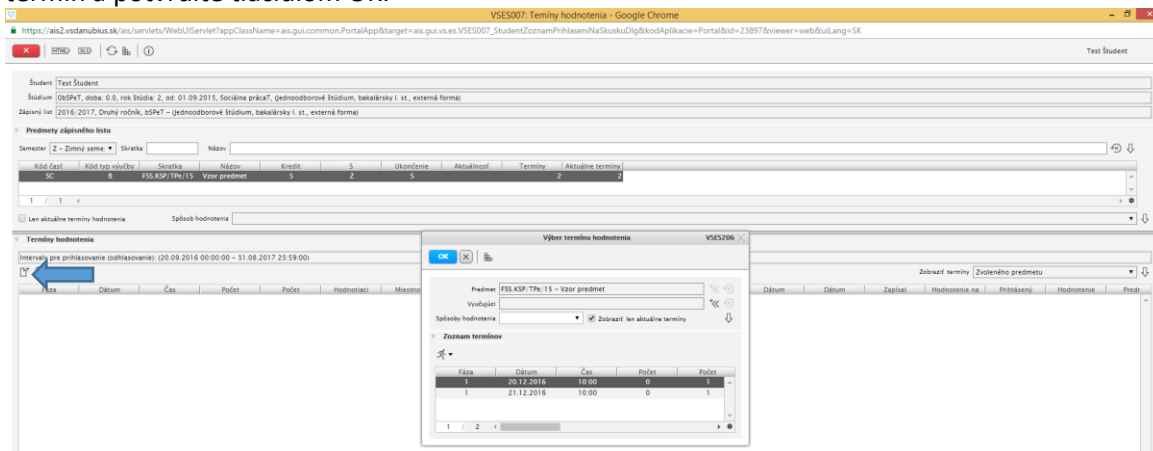 termín a potvráte tlačidlom OK.
VSES007: Temíny hodnotenia - Google Chrome
https://ais2.vsdanubius.sk/ais/servlets/WebUIServlet?appClassName=ais.gui.common.PortalApp&target=ais.gui.vs.es.VSES007_StudentZoznamPrihlaseniNaSkuskuDlg&kodAplikacie=Portal&id=23897&viewer=web&uiLang=SK
HTML XLS Test Študent
Študent Test Študent
Štúdium ObSPeT, doba: 0.0, rok štúdia: 2, od: 01.09.2015, Sociálna prácaT, (jednoodborové štúdium, bakalársky I. st., externá forma)
Zápisný list 2016/2017, Druhý ročník, bSPeT – (jednoodborové štúdium, bakalársky I. st., externá forma)
Predmety zápisného listu
Semester Z – Zimný seme: Skratka Názov
Kód časť Kód typ výučby Skratka Názov Kredit S Ukončenie Aktuálnosť Termíny Aktuálne termíny
SC B FSS.KSP/TPe/15 Vzor predmet 5 Z S 2 2
1 / 1
Len aktuálne termíny hodnotenia Spôsob hodnotenia
Termíny hodnotenia
Intervaly pre prihlasovanie (odhlasovanie): (20.09.2016 00:00:00 – 31.08.2017 23:59:00)
Zobraziť termíny Zvoleného predmetu
Fáza Dátum Čas Počet Počet Hodnotiaci Miestno Dátum Dátum Zapísal Hodnotenie na Prihlásený Hodnotenie Predr
Výber termínu hodnotenia VSES206
OK
Predmet FSS.KSP/TPe/15 – Vzor predmet
Vyučujúci
Spôsoby hodnotenia Zobraziť len aktuálne termíny
Zoznam termínov
Fáza Dátum Čas Počet Počet
1 20.12.2016 10:00 0 1
1 21.12.2016 10:00 0 1
1 / 2